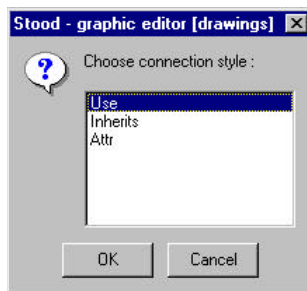 Stood - graphic editor [drawings]
Choose connection style :
Use
Inherits
Attr
OK
Cancel